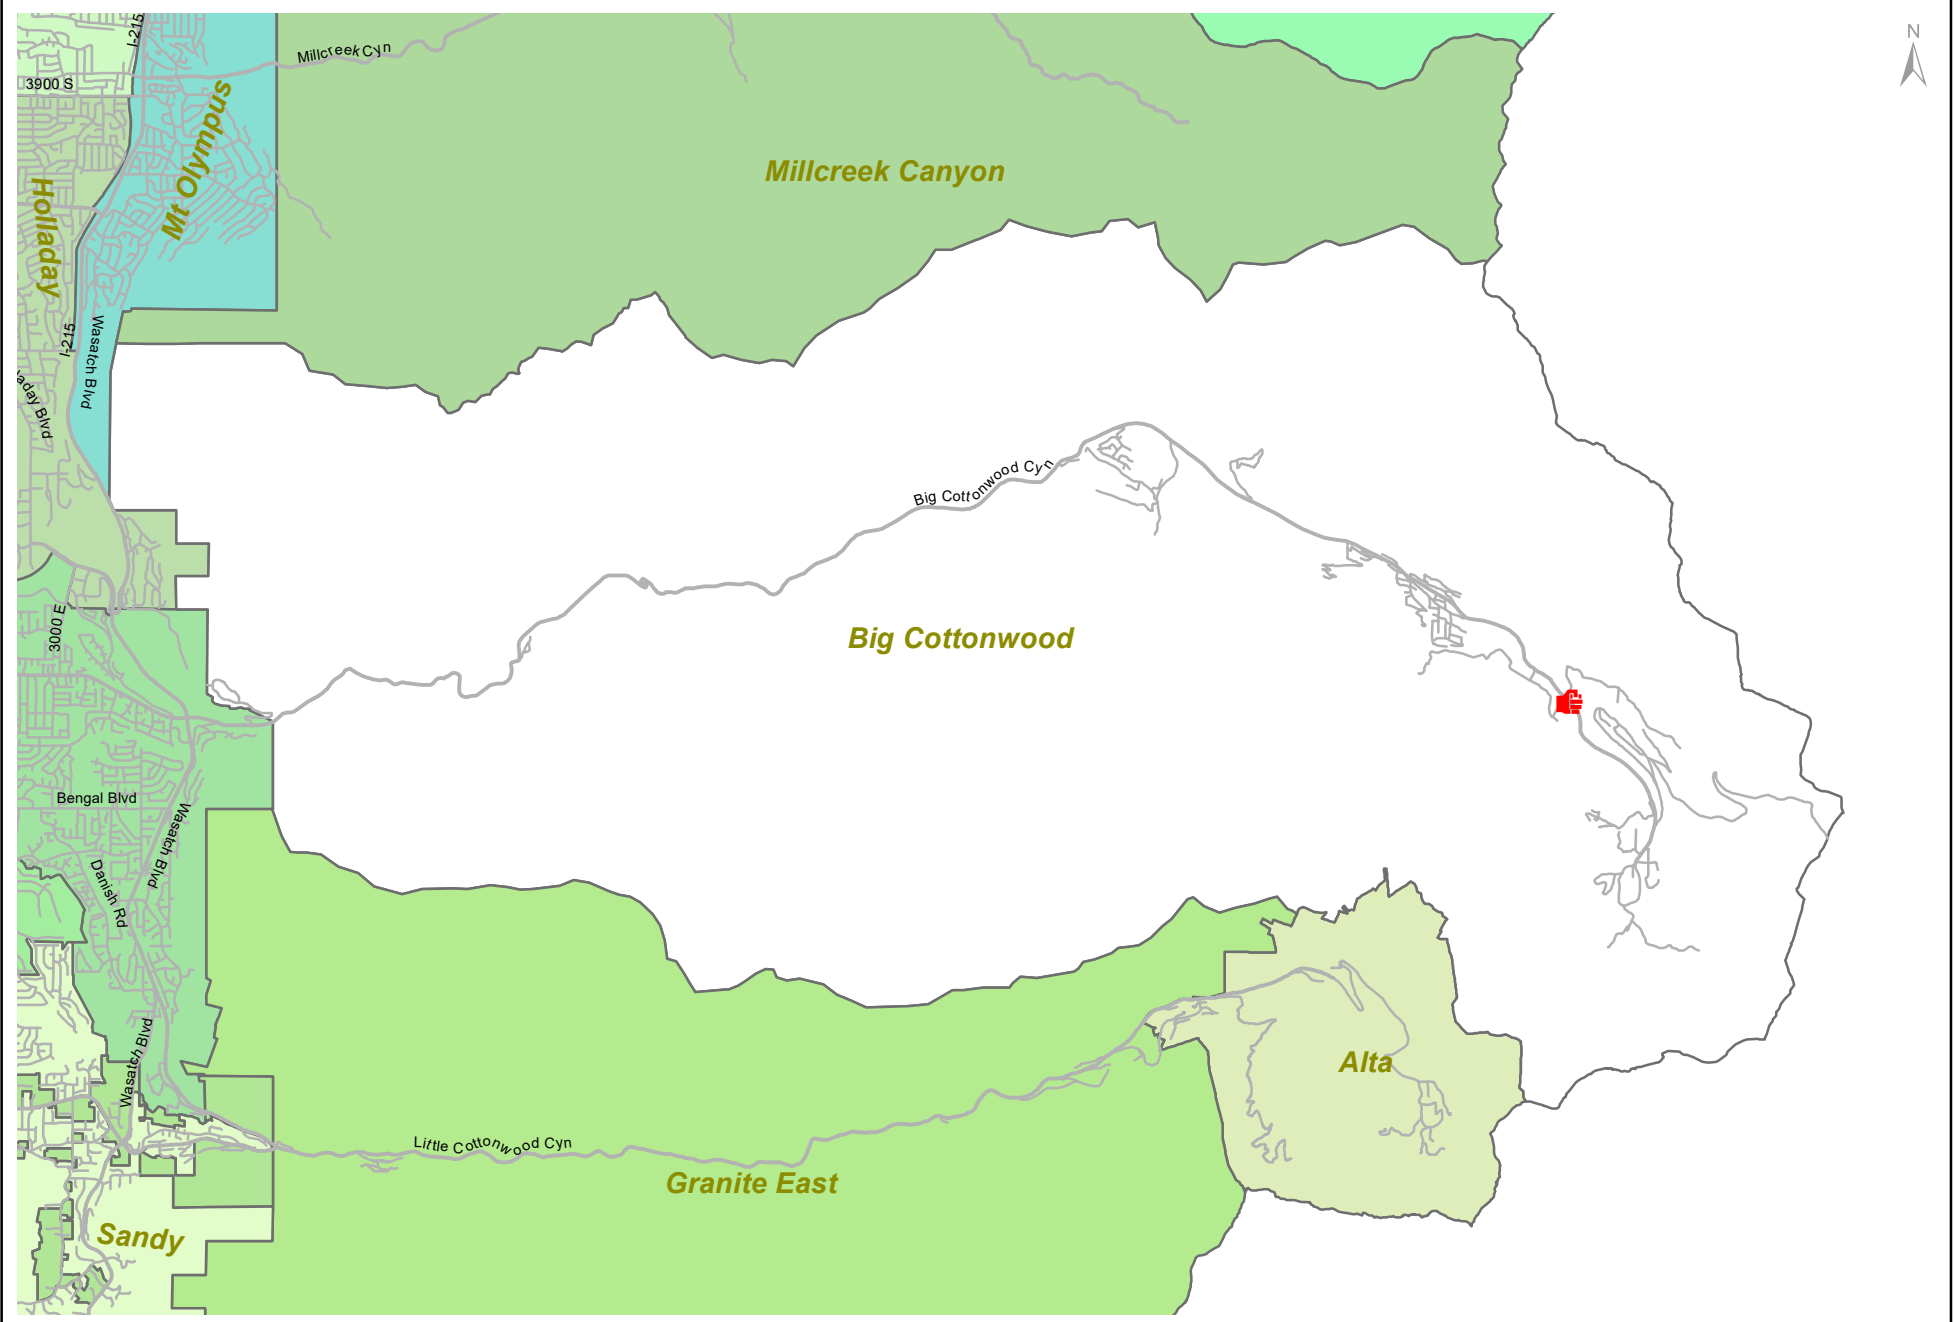 N
I-215
Millcreek Cyn
3900 S
Mt Olympus
Millcreek Canyon
Holladay
I-215
Wasatch Blvd
aday Blvd
Big Cottonwood Cyn
3000 E
Big Cottonwood
Bengal Blvd
Wasatch Blvd
Danish Rd
Wasatch Blvd
Alta
Little Cottonwood Cyn
Granite East
Sandy